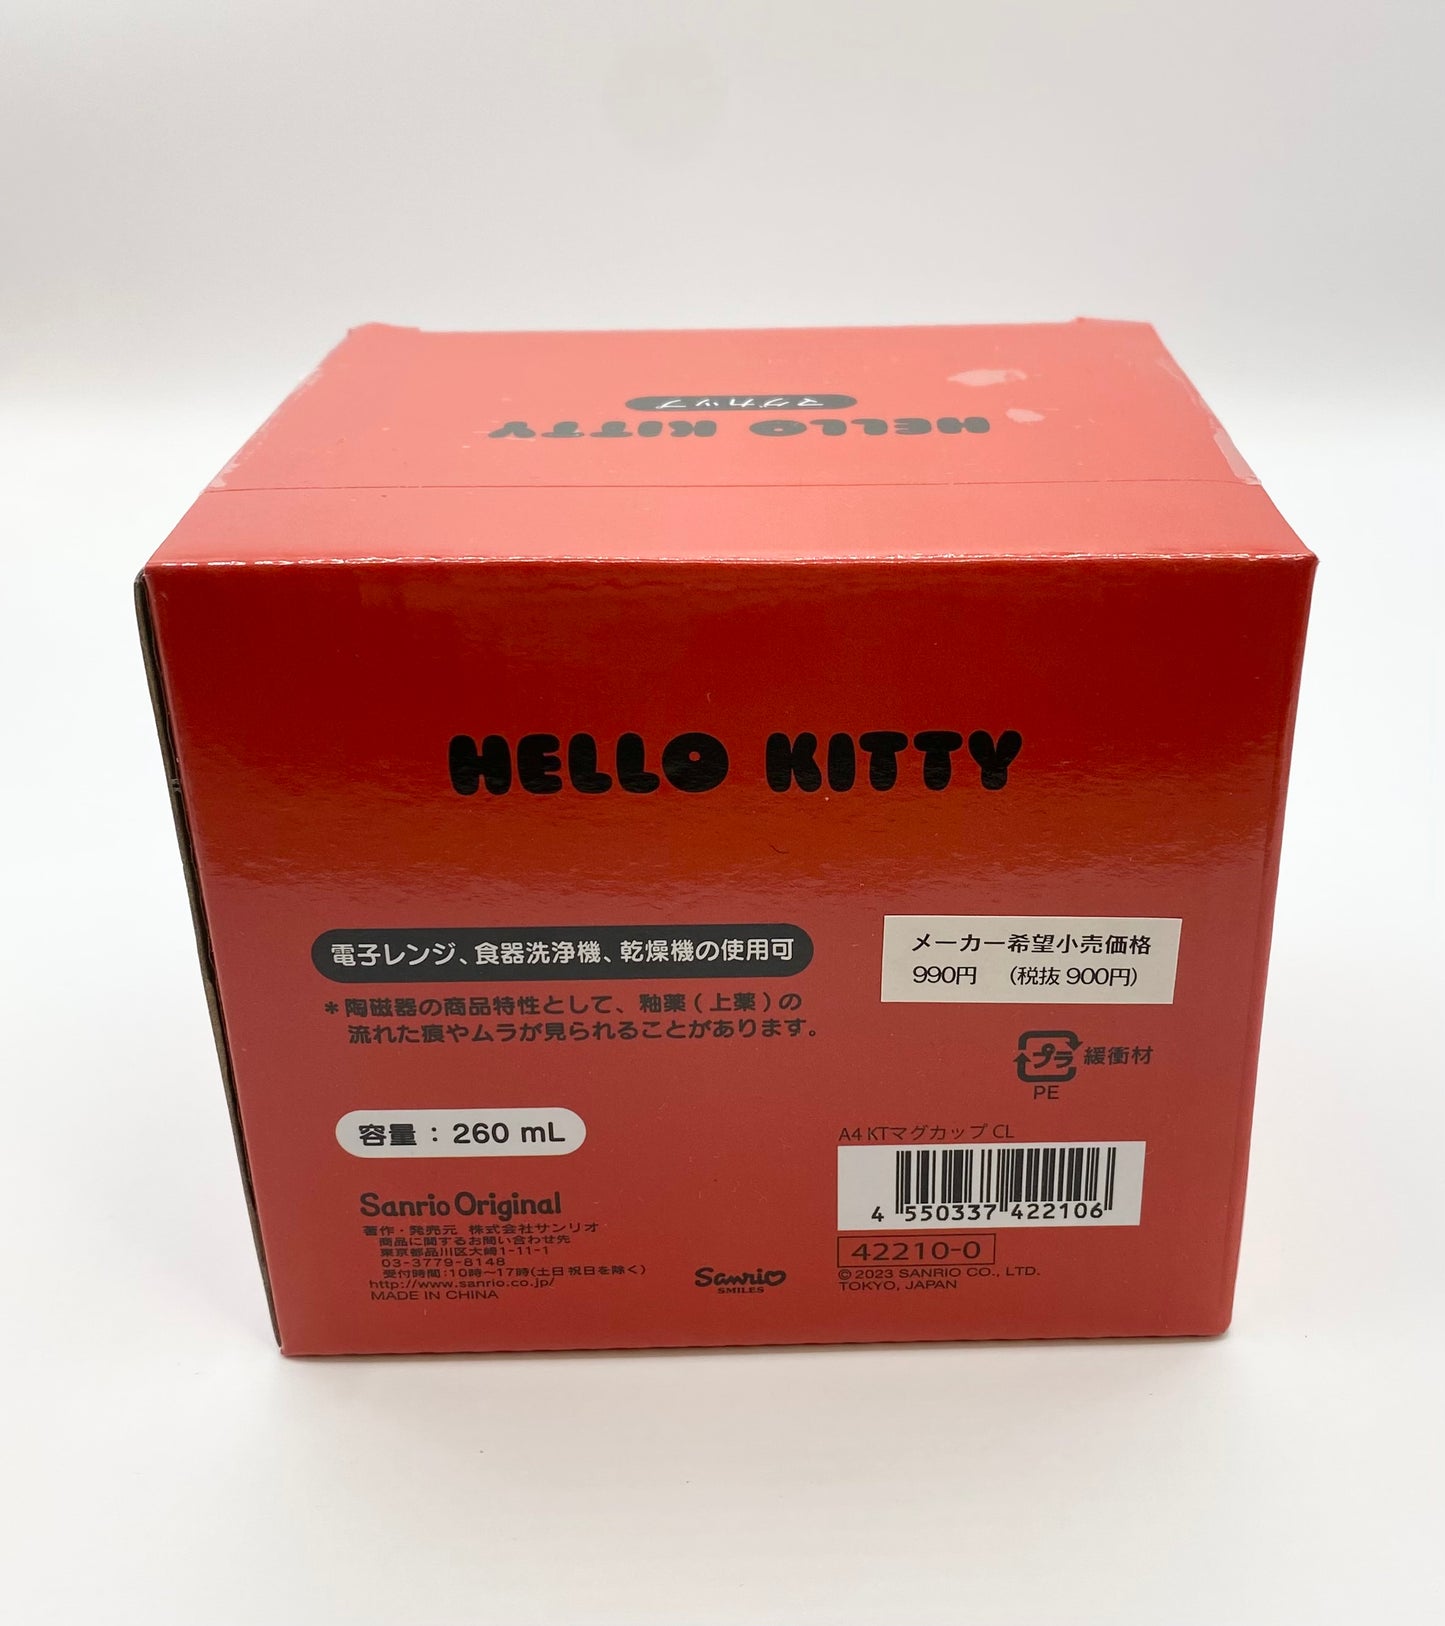 マグカップ
HELLO KITTY
HELLO KITTY
電子レンジ、食器洗浄機、乾燥機の使用可
＊陶磁器の商品特性として、釉薬(上薬)の
流れた痕やムラが見られることがあります。
メーカー希望小売価格
990円 (税抜 900円)
プラ 緩衝材
PE
容量：260 mL
A4 KTマグカップ CL
4 550337 422106
42210-0
©2023 SANRIO CO., LTD.
TOKYO, JAPAN
Sanrio Original
著作・発売元 株式会社サンリオ
商品に関するお問い合わせ先
東京都品川区大崎1-11-1
03-3779-8148
受付時間：10時～17時(土日祝日を除く)
http://www.sanrio.co.jp/
MADE IN CHINA
Sanrio
SMILES